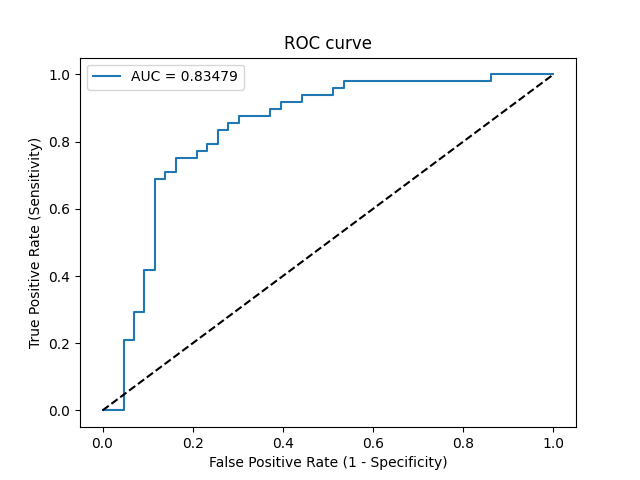 ROC curve
AUC = 0.83479
1.0
0.8
0.6
0.4
0.2
0.0
True Positive Rate (Sensitivity)
0.0 0.2 0.4 0.6 0.8 1.0
False Positive Rate (1 - Specificity)